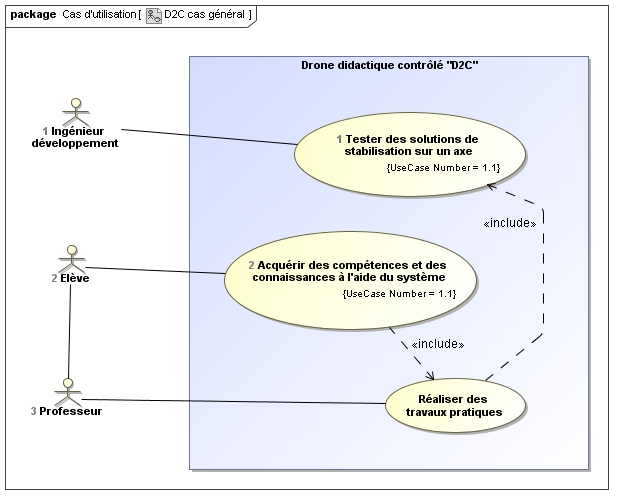 package Cas d'utilisation [ D2C cas général ]
Drone didactique contrôlé "D2C"
1 Ingénieur
développement
1 Tester des solutions de
stabilisation sur un axe
{UseCase Number = 1.1}
«include»
2 Elève
2 Acquérir des compétences et des
connaissances à l'aide du système
{UseCase Number = 1.1}
«include»
3 Professeur
Réaliser des
travaux pratiques